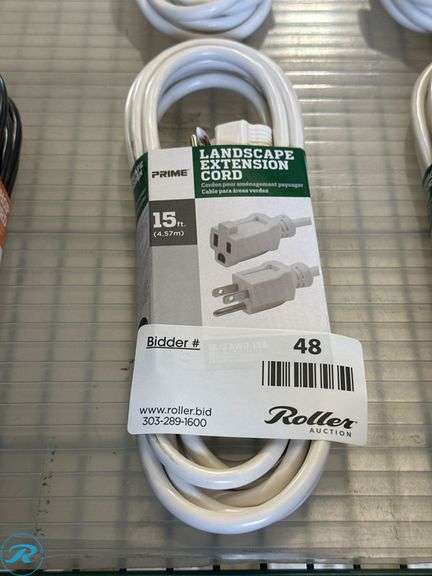 PRIME
LANDSCAPE
EXTENSION
CORD
Cordon pour aménagement paysager
Cable para áreas verdes
15 ft.
(4.57m)
Bidder #
48
www.roller.bid
303-289-1600
Roller
AUCTION
R